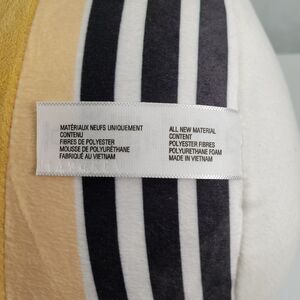 MATÉRIAUX NEUFS UNIQUEMENT
CONTENU
FIBRES DE POLYESTER
MOUSSE DE POLYURÉTHANE
FABRIQUÉ AU VIETNAM
ALL NEW MATERIAL
CONTENT
POLYESTER FIBRES
POLYURETHANE FOAM
MADE IN VIETNAM